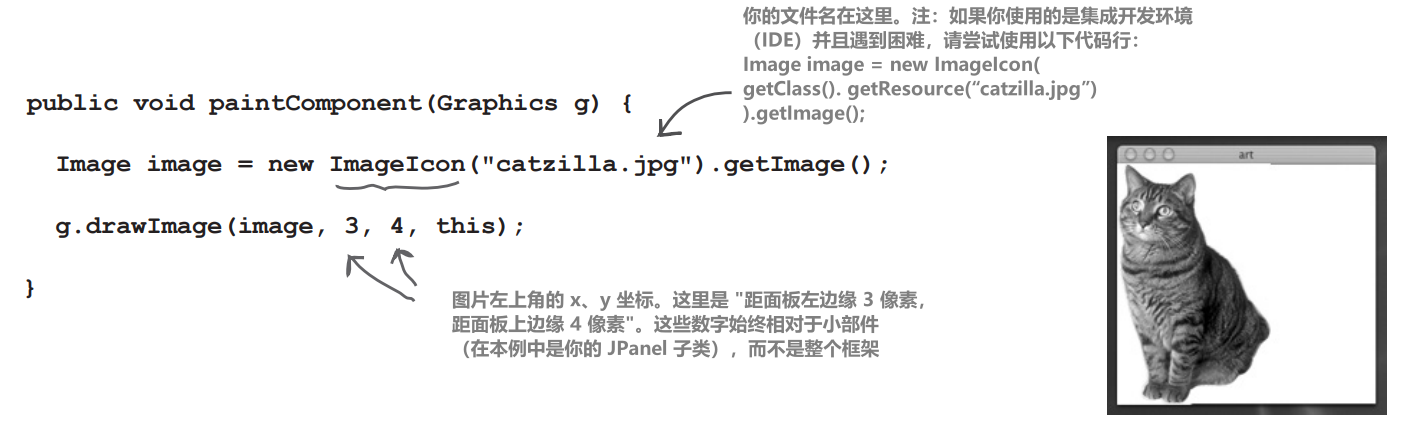 你的文件名在这里。注：如果你使用的是集成开发环境
（IDE）并且遇到困难，请尝试使用以下代码行：
Image image = new ImageIcon(
getClass(). getResource(“catzilla.jpg”)
).getImage();
public void paintComponent(Graphics g) {
Image image = new ImageIcon("catzilla.jpg").getImage();
g.drawImage(image, 3, 4, this);
}
图片左上角的 x、y 坐标。这里是 "距面板左边缘 3 像素，
距面板上边缘 4 像素"。这些数字始终相对于小部件
（在本例中是你的 JPanel 子类），而不是整个框架
art